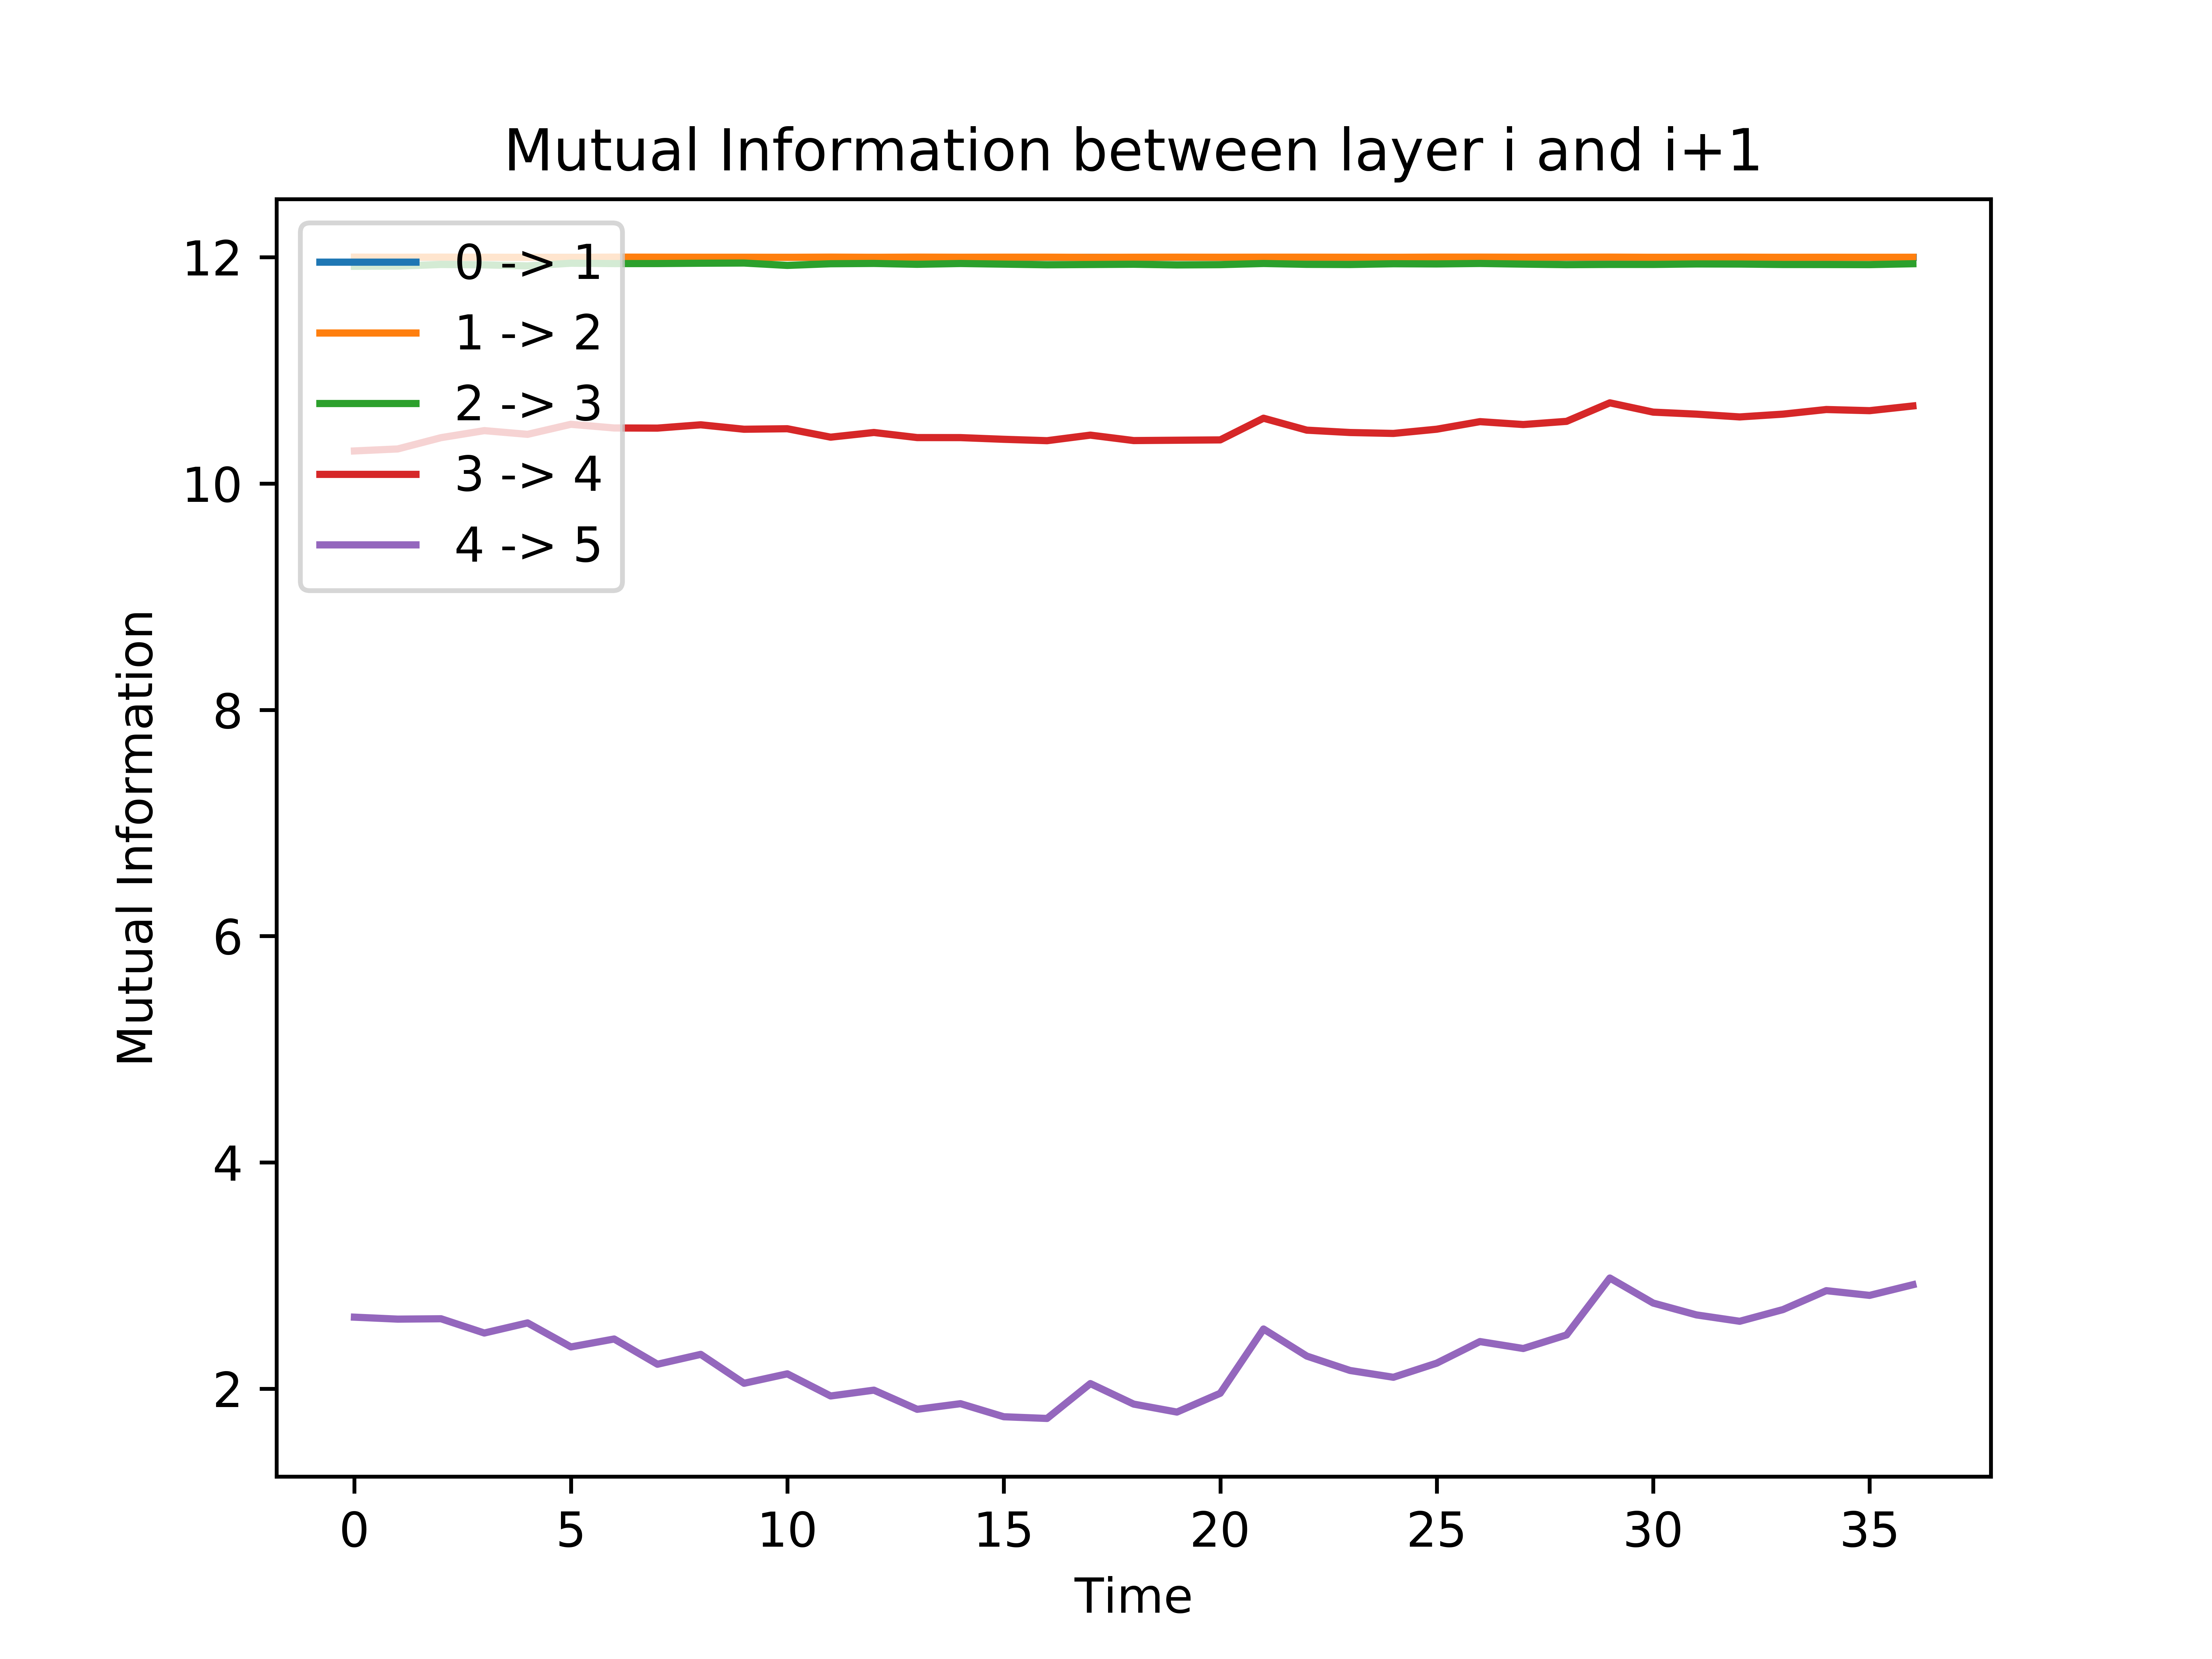 Mutual Information between layer i and i+1
12
10
8
6
4
2
Mutual Information
0 -> 1
1 -> 2
2 -> 3
3 -> 4
4 -> 5
0 5 10 15 20 25 30 35
Time